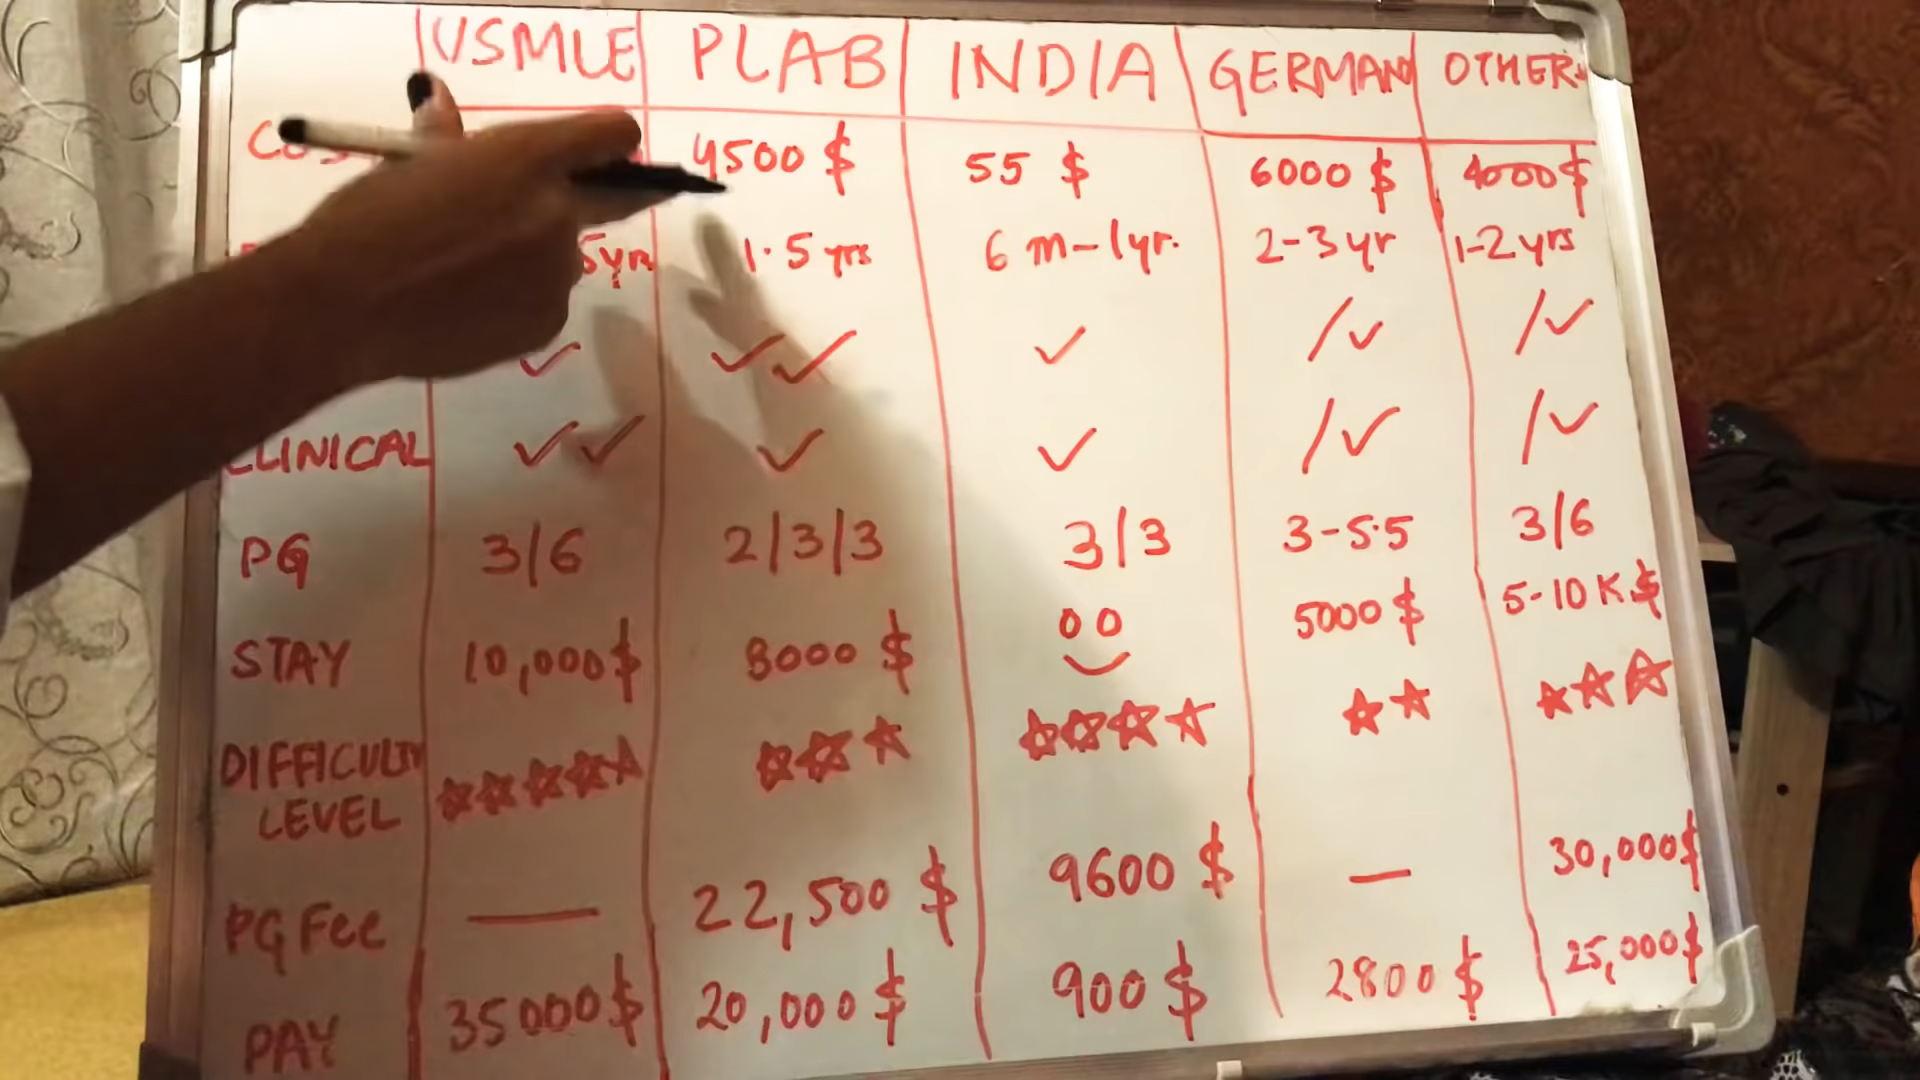 USMLE PLAB INDIA GERMANY OTHERS
4500 $ 55 $ 6000 $ 4000 $
5yrs 1.5 yrs 6 m-1yr. 2-3 yr 1-2 yrs
✓ ✓✓ ✓ /✓ /✓
CLINICAL ✓✓ ✓ ✓ /✓ /✓
PG 3/6 2/3/3 3/3 3-5.5 3/6
STAY 10,000$ 8000 $ 00 5000 $ 5-10 K $
DIFFICULTY ☆☆☆☆☆ ☆☆☆ ☆☆☆☆ ☆☆ ☆☆☆
LEVEL
PG Fee — 22,500 $ 9600 $ — 30,000$
PAY 35000$ 20,000 $ 900 $ 2800 $ 25,000$